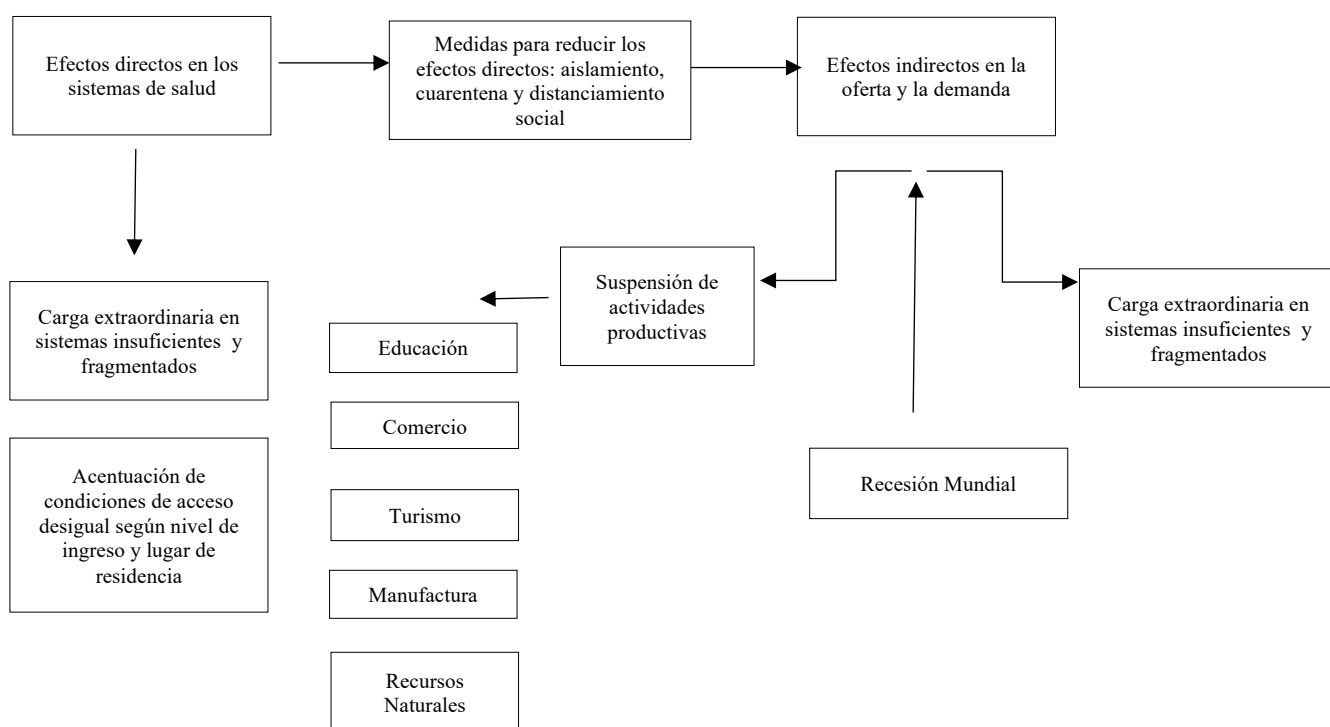 Efectos directos en los
sistemas de salud
Medidas para reducir los
efectos directos: aislamiento,
cuarentena y distanciamiento
social
Efectos indirectos en la
oferta y la demanda
Carga extraordinaria en
sistemas insuficientes y
fragmentados
Acentuación de
condiciones de acceso
desigual según nivel de
ingreso y lugar de
residencia
Educación
Comercio
Turismo
Manufactura
Recursos
Naturales
Suspensión de
actividades
productivas
Recesión Mundial
Carga extraordinaria en
sistemas insuficientes y
fragmentados